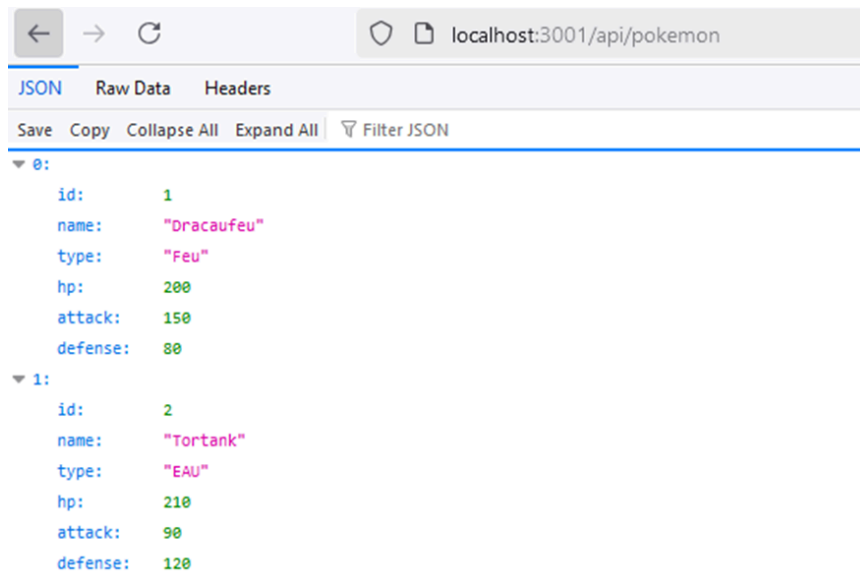 localhost:3001/api/pokemon
JSON Raw Data Headers
Save Copy Collapse All Expand All Filter JSON
0:
id: 1
name: "Dracaufeu"
type: "Feu"
hp: 200
attack: 150
defense: 80
1:
id: 2
name: "Tortank"
type: "EAU"
hp: 210
attack: 90
defense: 120